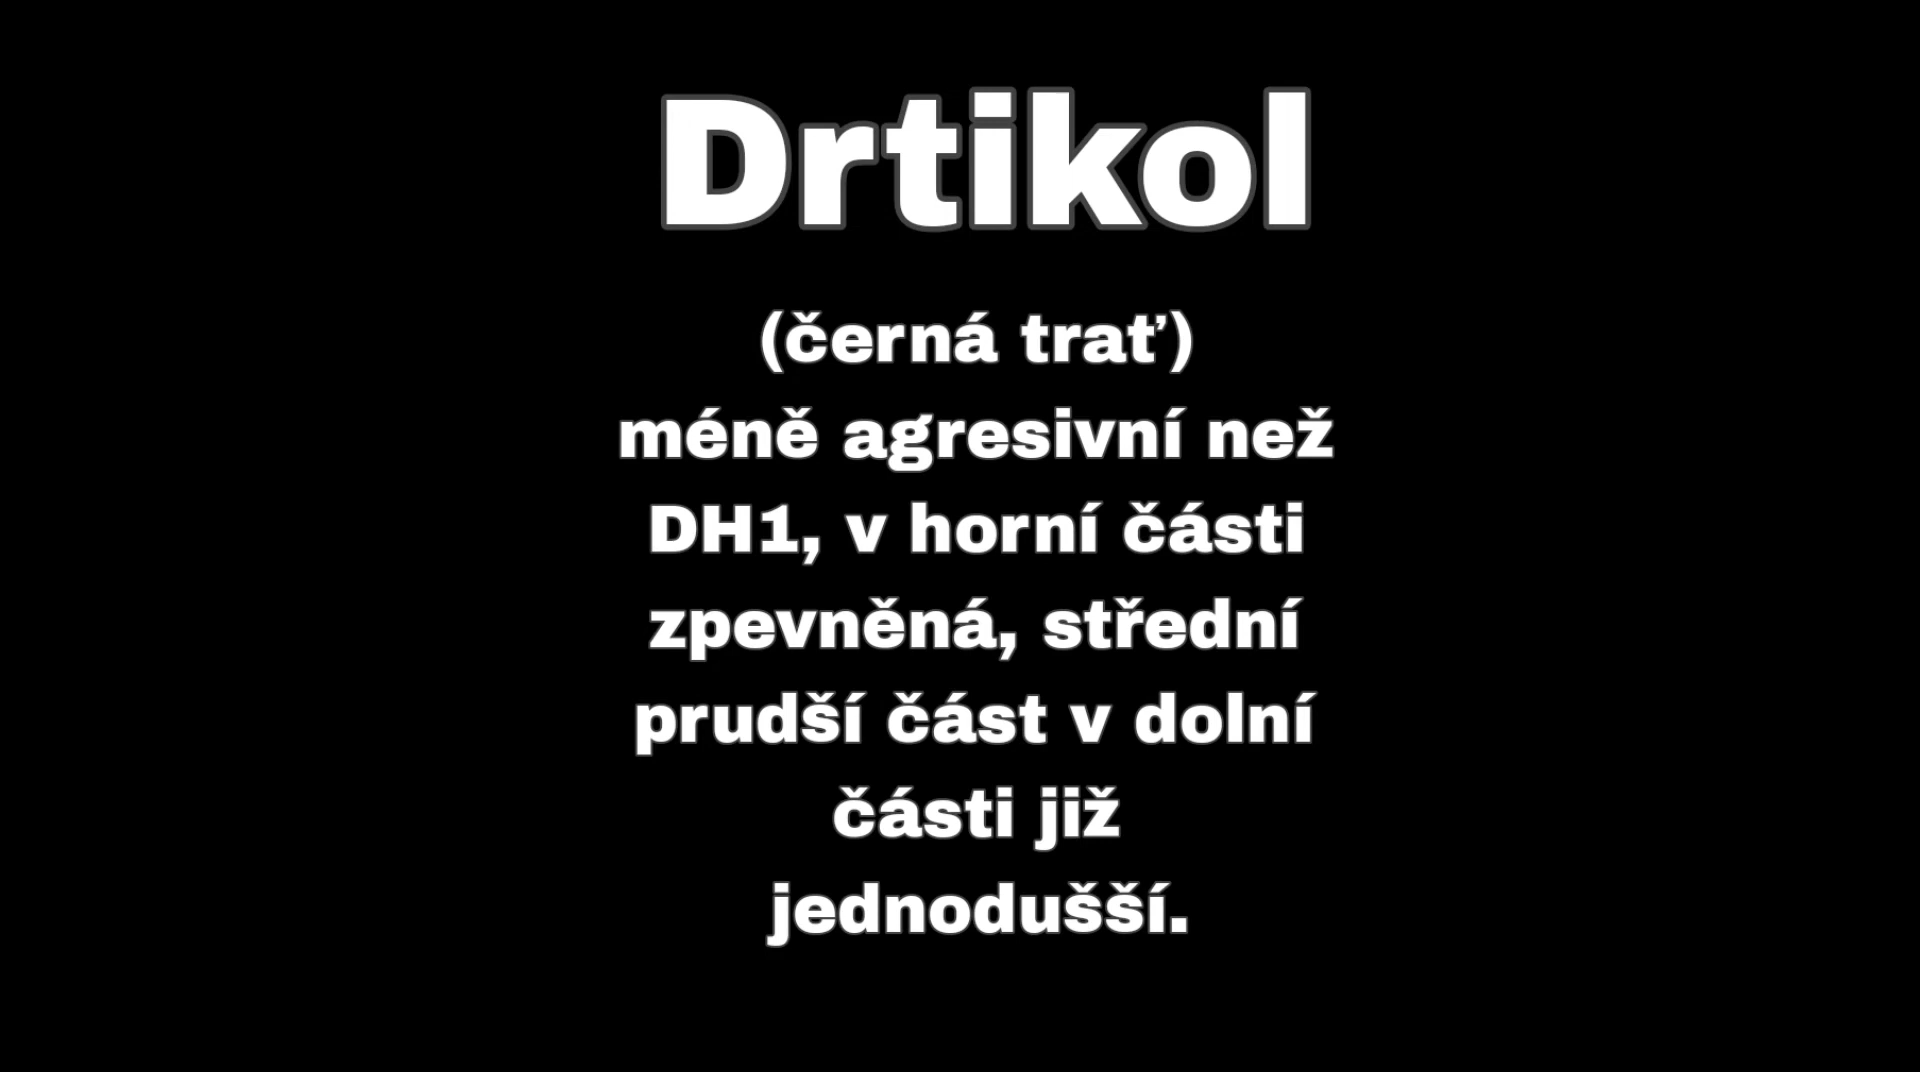 Drtikol
(černá trať)
méně agresivní než
DH1, v horní části
zpevněná, střední
prudší část v dolní
části již
jednodušší.